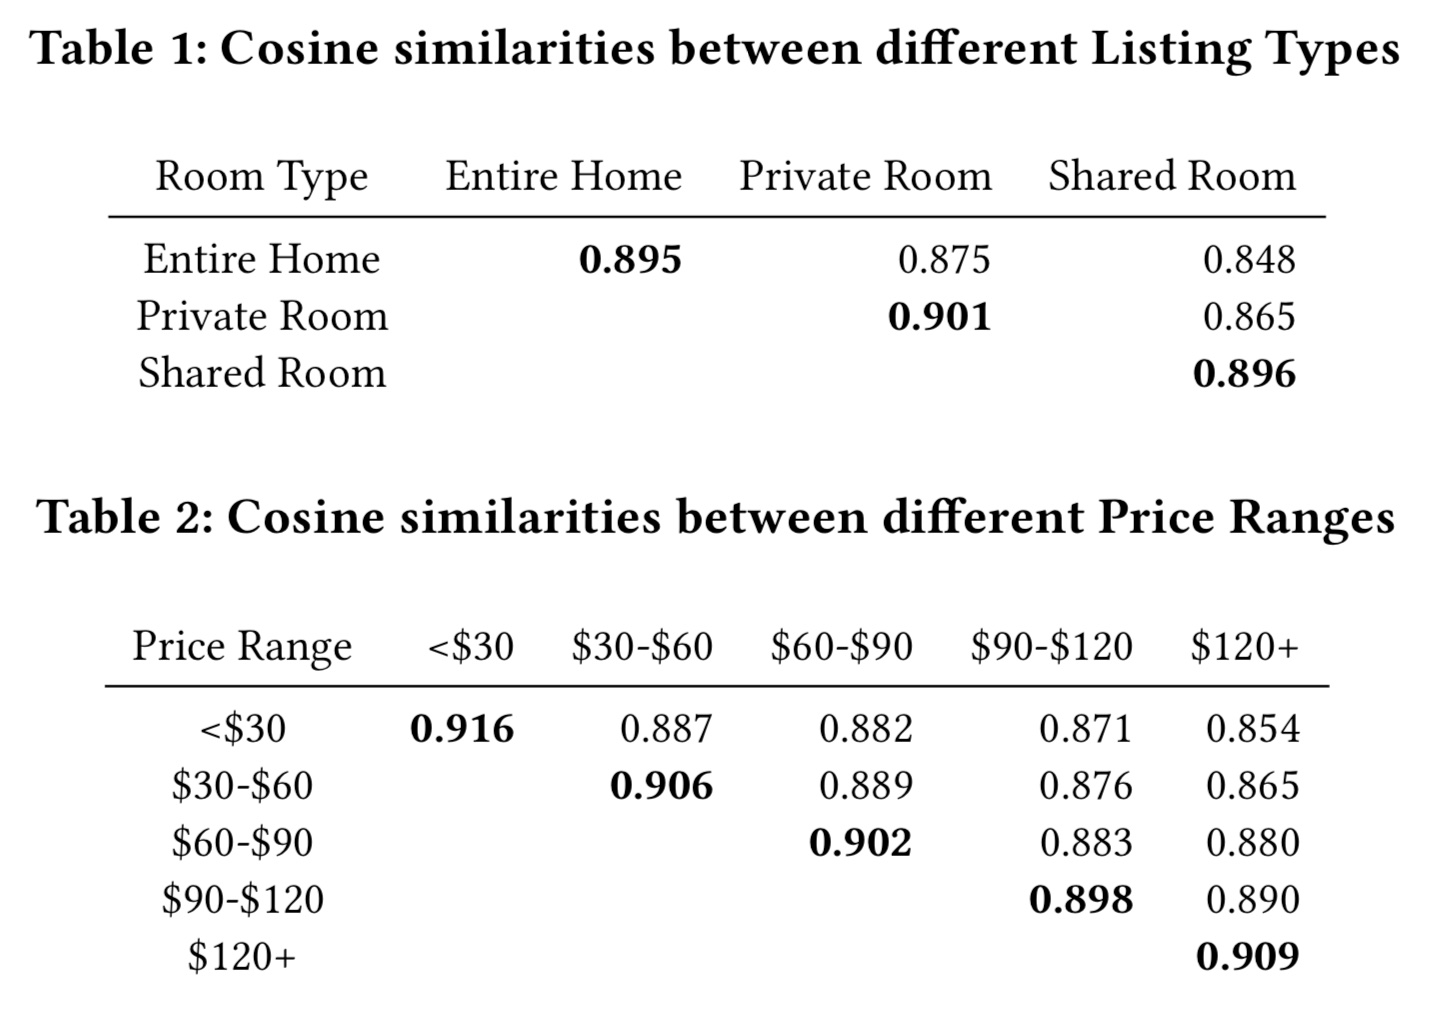 Table 1: Cosine similarities between different Listing Types
Room Type Entire Home Private Room Shared Room
Entire Home 0.895 0.875 0.848
Private Room 0.901 0.865
Shared Room 0.896
Table 2: Cosine similarities between different Price Ranges
Price Range <$30 $30-$60 $60-$90 $90-$120 $120+
<$30 0.916 0.887 0.882 0.871 0.854
$30-$60 0.906 0.889 0.876 0.865
$60-$90 0.902 0.883 0.880
$90-$120 0.898 0.890
$120+ 0.909